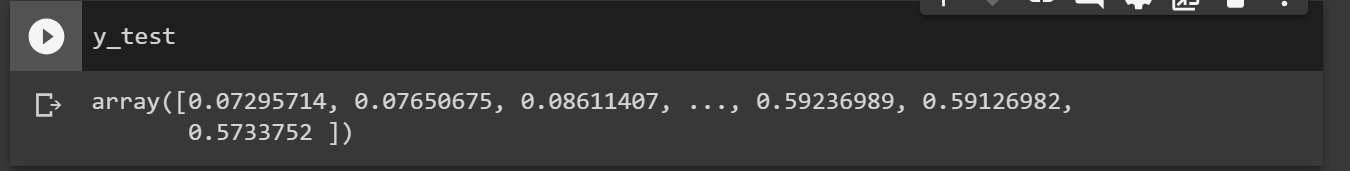 y_test
array([0.07295714, 0.07650675, 0.08611407, ..., 0.59236989, 0.59126982,
0.5733752 ])